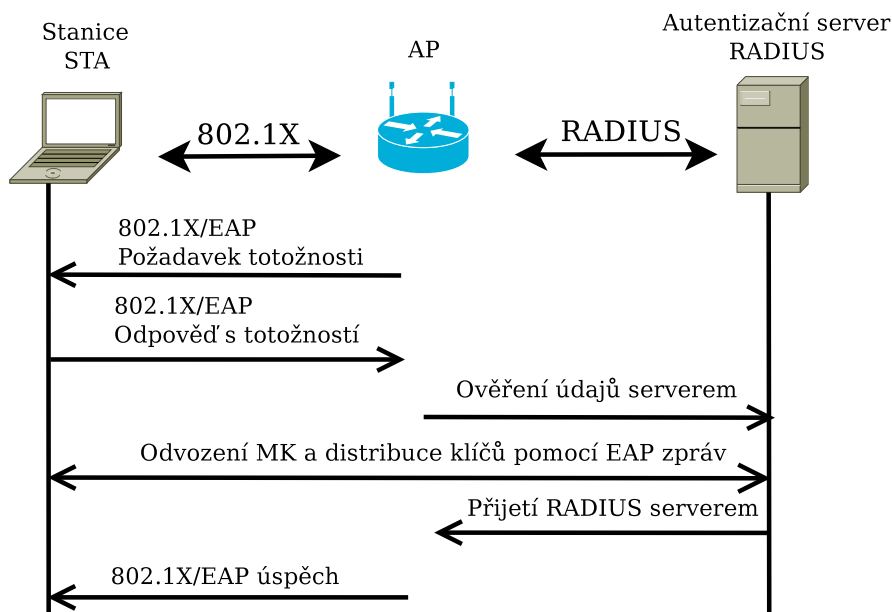 Stanice
STA
AP
Autentizační server
RADIUS
802.1X
RADIUS
802.1X/EAP
Požadavek totožnosti
802.1X/EAP
Odpověď s totožností
Ověření údajů serverem
Odvození MK a distribuce klíčů pomocí EAP zpráv
Přijetí RADIUS serverem
802.1X/EAP úspěch